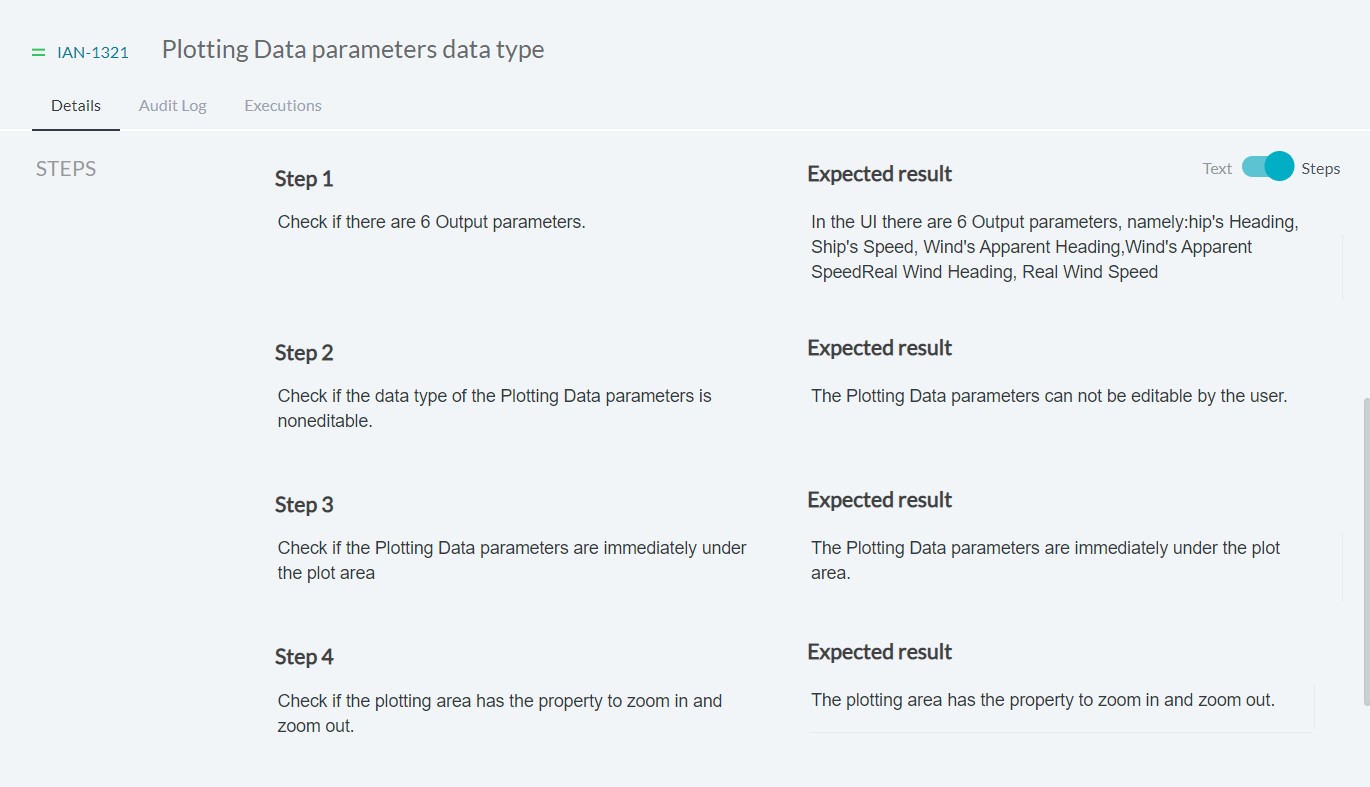 IAN-1321 Plotting Data parameters data type
Details Audit Log Executions
STEPS
Text Steps
Step 1
Check if there are 6 Output parameters.
Expected result
In the UI there are 6 Output parameters, namely:hip's Heading,
Ship's Speed, Wind's Apparent Heading,Wind's Apparent
SpeedReal Wind Heading, Real Wind Speed
Step 2
Check if the data type of the Plotting Data parameters is
noneditable.
Expected result
The Plotting Data parameters can not be editable by the user.
Step 3
Check if the Plotting Data parameters are immediately under
the plot area
Expected result
The Plotting Data parameters are immediately under the plot
area.
Step 4
Check if the plotting area has the property to zoom in and
zoom out.
Expected result
The plotting area has the property to zoom in and zoom out.